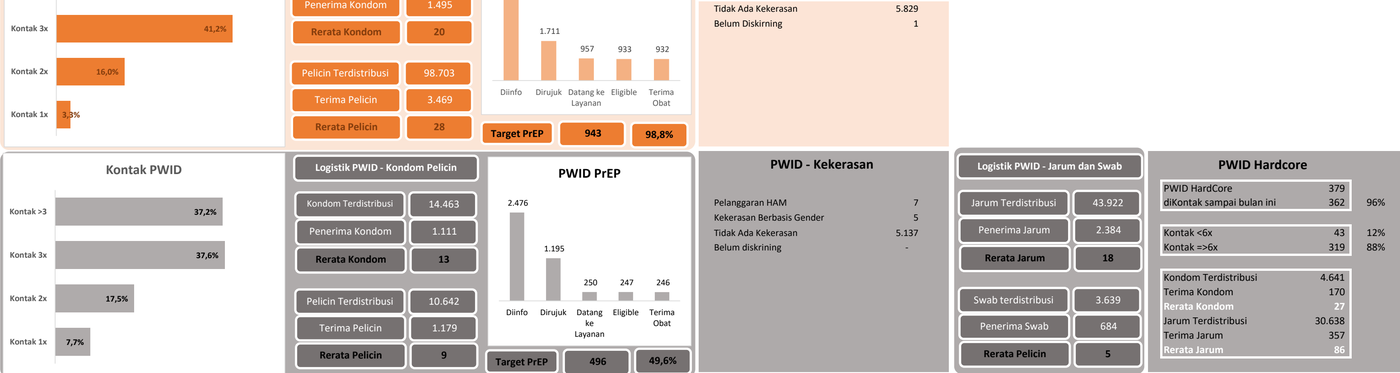 Kontak 3x
41,2%
Kontak 2x
16,0%
Kontak 1x
3,3%
Penerima Kondom 1.495
Rerata Kondom 20
Pelicin Terdistribusi 98.703
Terima Pelicin 3.469
Rerata Pelicin 28
1.711
957
933
932
Diinfo Dirujuk Datang ke Layanan Eligible Terima Obat
Target PrEP 943 98,8%
Tidak Ada Kekerasan 5.829
Belum Diskirning 1
Kontak PWID
Kontak >3 37,2%
Kontak 3x 37,6%
Kontak 2x 17,5%
Kontak 1x 7,7%
Logistik PWID - Kondom Pelicin
Kondom Terdistribusi 14.463
Penerima Kondom 1.111
Rerata Kondom 13
Pelicin Terdistribusi 10.642
Terima Pelicin 1.179
Rerata Pelicin 9
PWID PrEP
2.476
1.195
250
247
246
Diinfo Dirujuk Datang ke Layanan Eligible Terima Obat
Target PrEP 496 49,6%
PWID - Kekerasan
Pelanggaran HAM 7
Kekerasan Berbasis Gender 5
Tidak Ada Kekerasan 5.137
Belum diskrining -
Logistik PWID - Jarum dan Swab
Jarum Terdistribusi 43.922
Penerima Jarum 2.384
Rerata Jarum 18
Swab terdistribusi 3.639
Penerima Swab 684
Rerata Pelicin 5
PWID Hardcore
PWID HardCore 379
diKontak sampai bulan ini 362 96%
Kontak <6x 43 12%
Kontak =>6x 319 88%
Kondom Terdistribusi 4.641
Terima Kondom 170
Rerata Kondom 27
Jarum Terdistribusi 30.638
Terima Jarum 357
Rerata Jarum 86